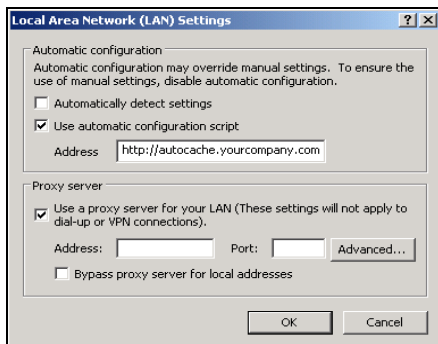 Local Area Network (LAN) Settings
Automatic configuration
Automatic configuration may override manual settings. To ensure the
use of manual settings, disable automatic configuration.
Automatically detect settings
Use automatic configuration script
Address http://autocache.yourcompany.com
Proxy server
Use a proxy server for your LAN (These settings will not apply to
dial-up or VPN connections).
Address: Port: Advanced...
Bypass proxy server for local addresses
OK Cancel